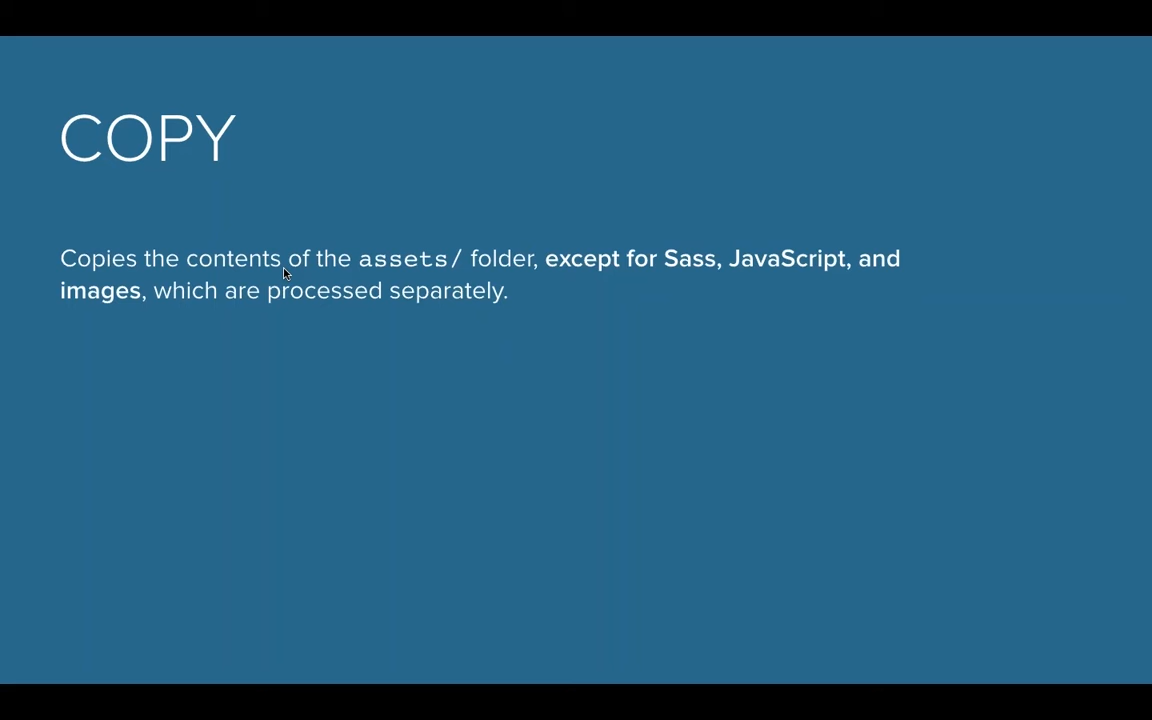 COPY
Copies the contents of the assets/ folder, except for Sass, JavaScript, and
images, which are processed separately.